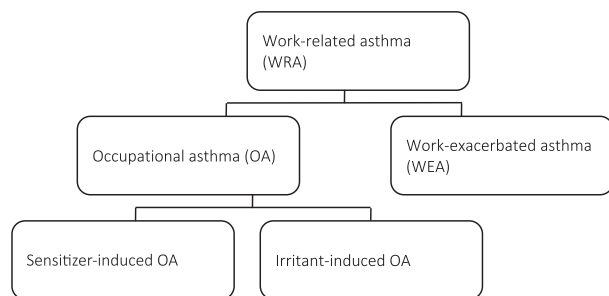 Work-related asthma
(WRA)
Occupational asthma (OA)
Work-exacerbated asthma
(WEA)
Sensitizer-induced OA
Irritant-induced OA